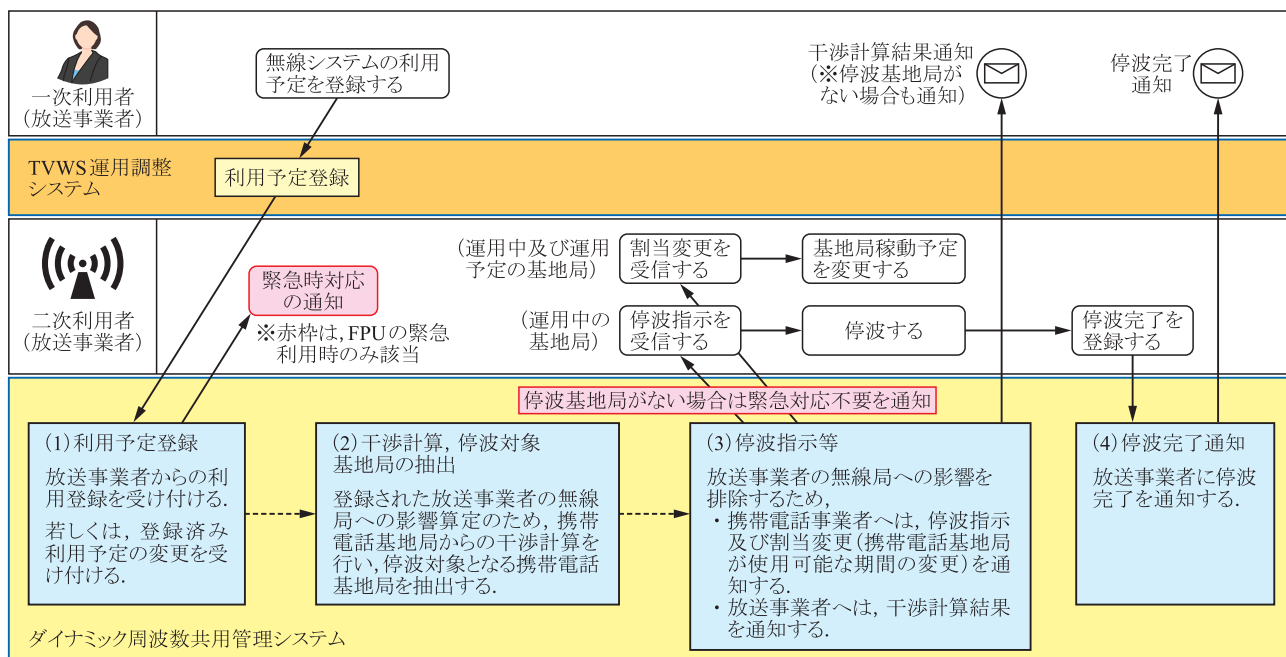 一次利用者
(放送事業者)
無線システムの利用
予定を登録する
干渉計算結果通知
(※停波基地局が
ない場合も通知)
停波完了
通知
TVWS運用調整
システム
利用予定登録
二次利用者
(放送事業者)
緊急時対応
の通知
※赤枠は,FPUの緊急
利用時のみ該当
(運用中及び運用
予定の基地局)
割当変更を
受信する
基地局稼動予定
を変更する
(運用中の
基地局)
停波指示を
受信する
停波する
停波完了を
登録する
停波基地局がない場合は緊急対応不要を通知
(1)利用予定登録
放送事業者からの利
用登録を受け付ける.
若しくは, 登録済み
利用予定の変更を受
け付ける.
(2)干渉計算, 停波対象
基地局の抽出
登録された放送事業者の無線
局への影響算定のため, 携帯
電話基地局からの干渉計算を
行い,停波対象となる携帯電話
基地局を抽出する.
(3)停波指示等
放送事業者の無線局への影響を
排除するため,
・携帯電話事業者へは, 停波指示
及び割当変更(携帯電話基地局
が使用可能な期間の変更)を通
知する.
・放送事業者へは, 干渉計算結果
を通知する.
(4)停波完了通知
放送事業者に停波
完了を通知する.
ダイナミック周波数共用管理システム